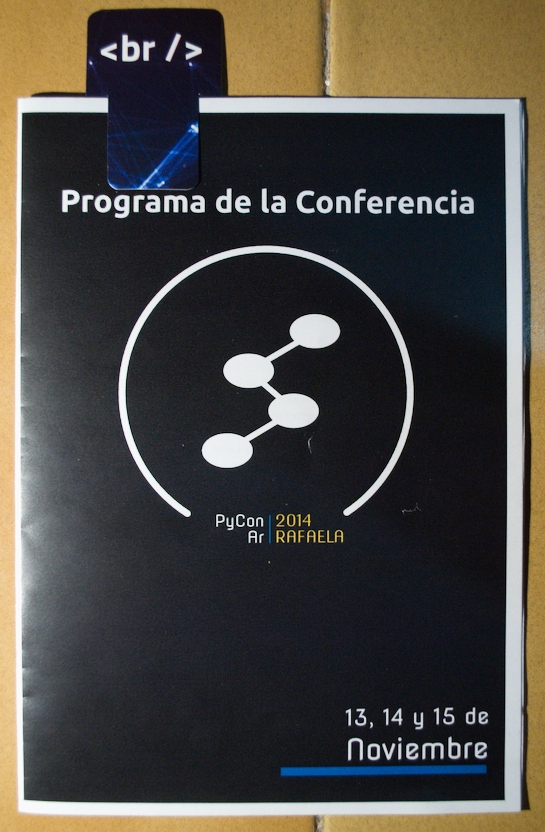 <br />
Programa de la Conferencia
PyCon 2014
Ar RAFAELA
13, 14 y 15 de
Noviembre